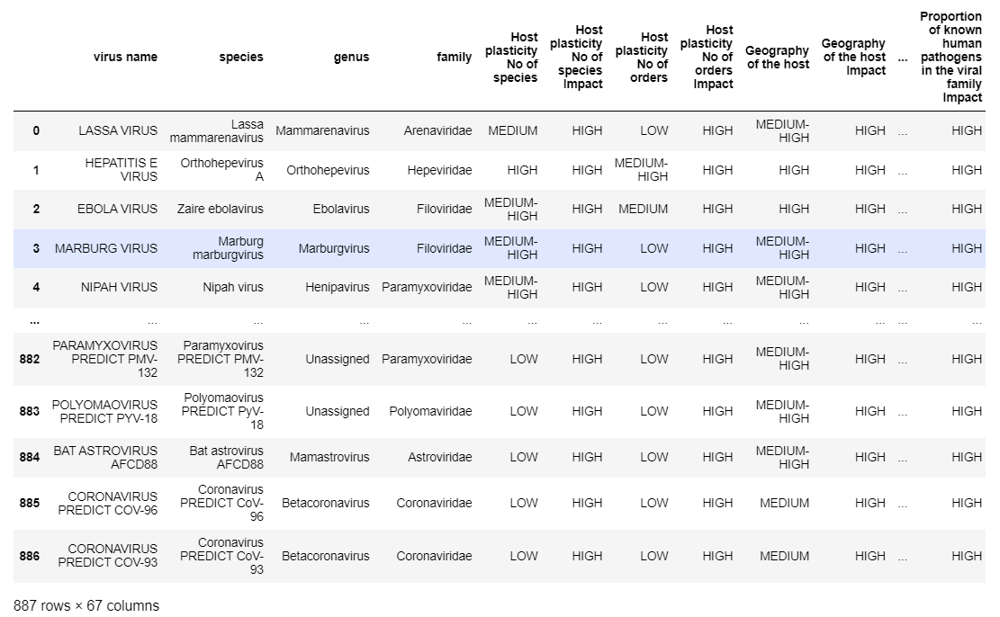 virus name species genus family Host plasticity No of species Host plasticity No of species Impact Host plasticity No of orders Host plasticity No of orders Impact Geography of the host Geography of the host Impact ... Proportion of known human pathogens in the viral family Impact
0 LASSA VIRUS Lassa mammarenavirus Mammarenavirus Arenaviridae MEDIUM HIGH LOW HIGH MEDIUM-HIGH HIGH ... HIGH
1 HEPATITIS E VIRUS Orthohepevirus A Orthohepevirus Hepeviridae HIGH HIGH MEDIUM-HIGH HIGH HIGH HIGH ... HIGH
2 EBOLA VIRUS Zaire ebolavirus Ebolavirus Filoviridae MEDIUM-HIGH HIGH MEDIUM HIGH HIGH HIGH ... HIGH
3 MARBURG VIRUS Marburg marburgvirus Marburgvirus Filoviridae MEDIUM-HIGH HIGH LOW HIGH MEDIUM-HIGH HIGH ... HIGH
4 NIPAH VIRUS Nipah virus Henipavirus Paramyxoviridae MEDIUM-HIGH HIGH LOW HIGH MEDIUM-HIGH HIGH ... HIGH
... ... ... ... ... ... ... ... ... ... ... ... ...
882 PARAMYXOVIRUS PREDICT PMV-132 Paramyxovirus PREDICT PMV-132 Unassigned Paramyxoviridae LOW HIGH LOW HIGH MEDIUM-HIGH HIGH ... HIGH
883 POLYOMAOVIRUS PREDICT PYV-18 Polyomaovirus PREDICT PyV-18 Unassigned Polyomaviridae LOW HIGH LOW HIGH MEDIUM-HIGH HIGH ... HIGH
884 BAT ASTROVIRUS AFCD88 Bat astrovirus AFCD88 Mamastrovirus Astroviridae LOW HIGH LOW HIGH MEDIUM-HIGH HIGH ... HIGH
885 CORONAVIRUS PREDICT COV-96 Coronavirus PREDICT CoV-96 Betacoronavirus Coronaviridae LOW HIGH LOW HIGH MEDIUM HIGH ... HIGH
886 CORONAVIRUS PREDICT COV-93 Coronavirus PREDICT CoV-93 Betacoronavirus Coronaviridae LOW HIGH LOW HIGH MEDIUM HIGH ... HIGH
887 rows × 67 columns